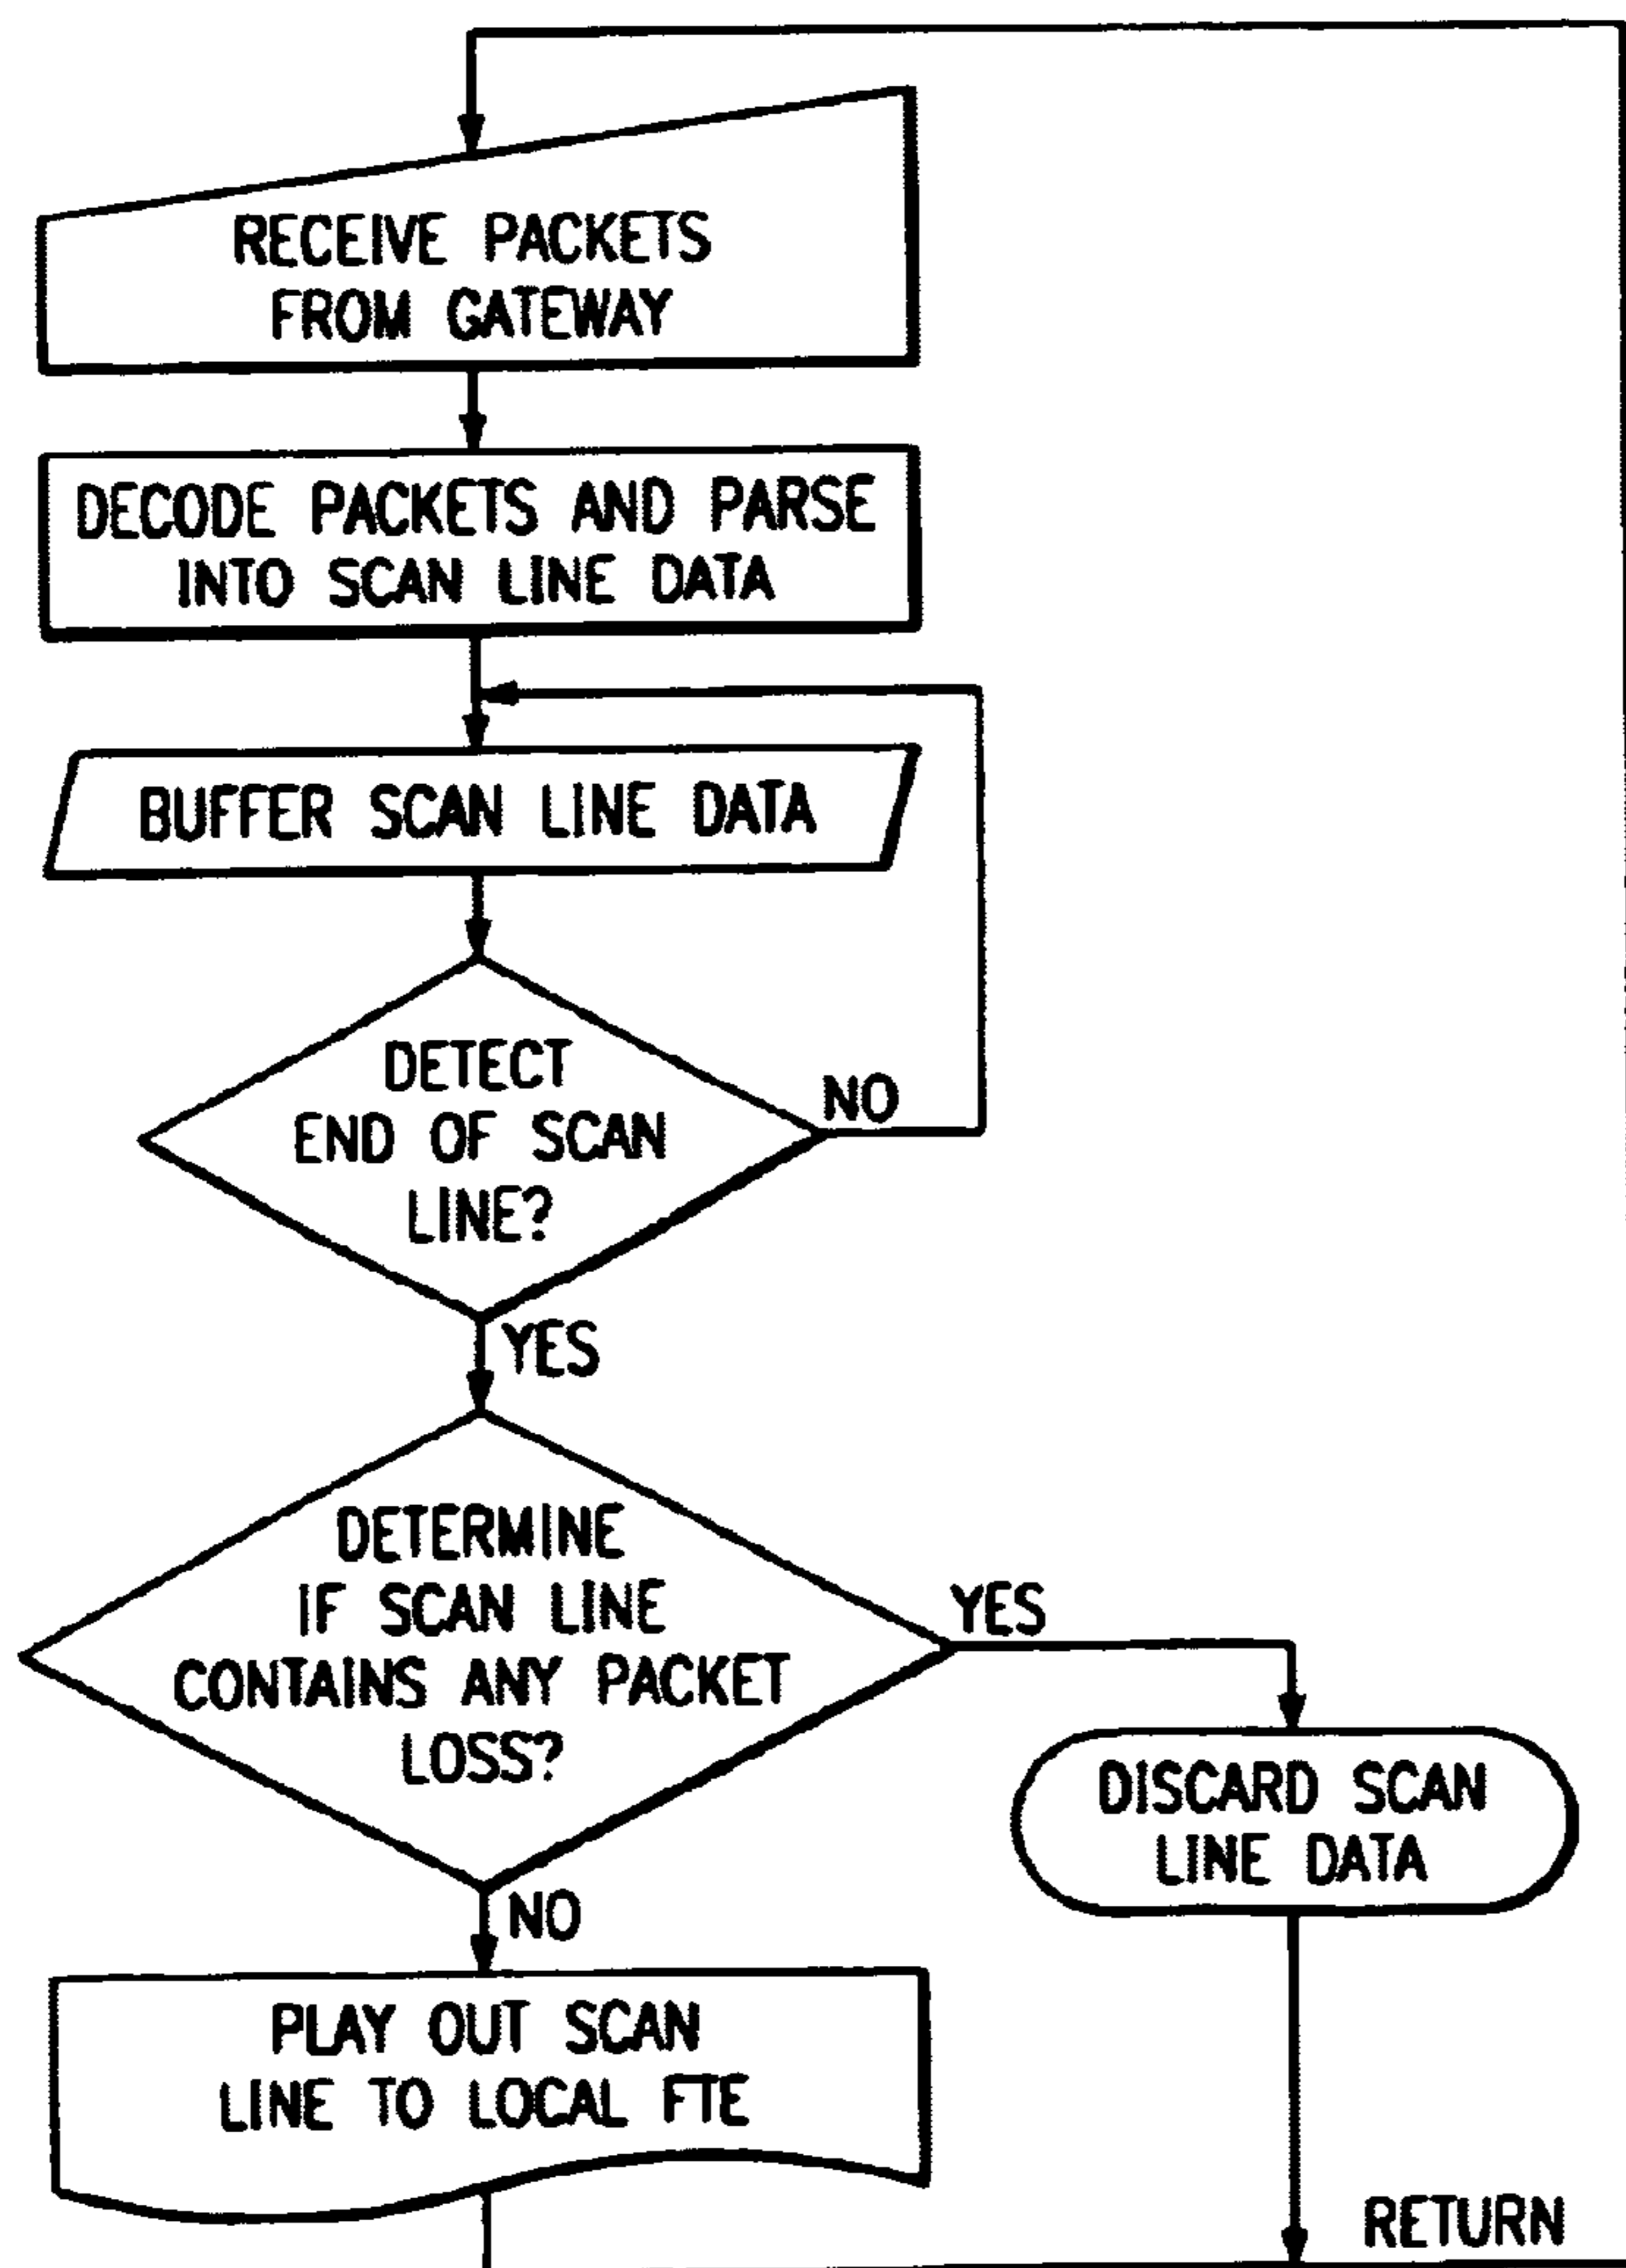 RECEIVE PACKETS
FROM GATEWAY
DECODE PACKETS AND PARSE
INTO SCAN LINE DATA
BUFFER SCAN LINE DATA
DETECT
END OF SCAN
LINE?
NO
YES
DETERMINE
IF SCAN LINE
CONTAINS ANY PACKET
LOSS?
YES
DISCARD SCAN
LINE DATA
NO
PLAY OUT SCAN
LINE TO LOCAL FTE
RETURN